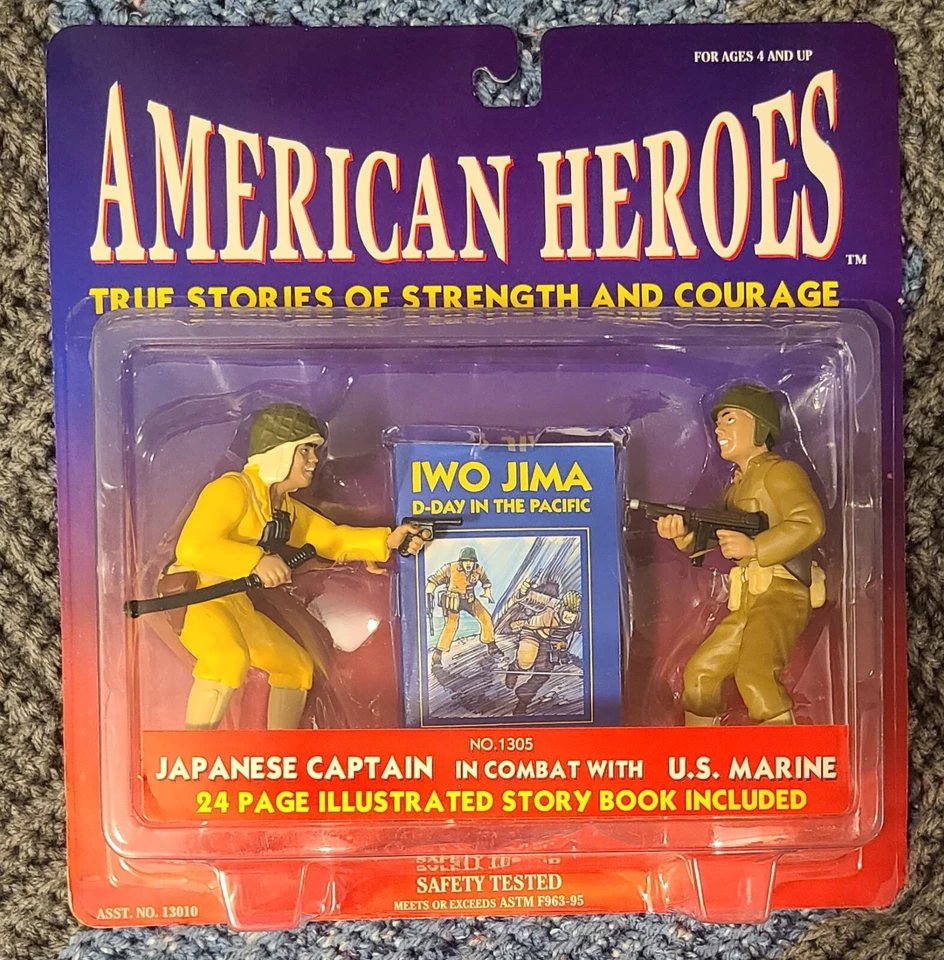 FOR AGES 4 AND UP
AMERICAN HEROES™
TRUE STORIES OF STRENGTH AND COURAGE
IWO JIMA
D-DAY IN THE PACIFIC
NO.1305
JAPANESE CAPTAIN IN COMBAT WITH U.S. MARINE
24 PAGE ILLUSTRATED STORY BOOK INCLUDED
SAFETY TESTED
MEETS OR EXCEEDS ASTM F963-95
ASST. NO. 13010